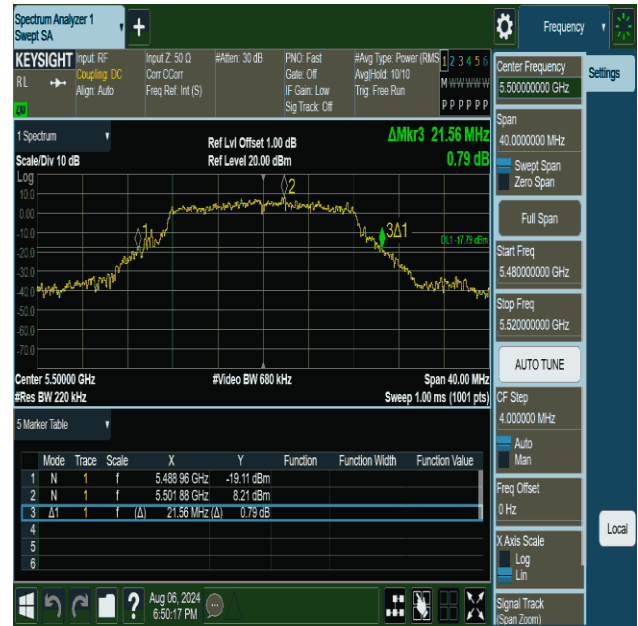 Spectrum Analyzer 1
Swept SA
+
Frequency
KEYSIGHT
RL
Input: RF
Coupling: DC
Align: Auto
Input Z: 50 Ω
Corr CCorr
Freq Ref: Int (S)
#Atten: 30 dB
PNO: Fast
Gate: Off
IF Gain: Low
Sig Track: Off
#Avg Type: Power (RMS
Avg|Hold: 10/10
Trig: Free Run
1 2 3 4 5 6
M W W W W W
P P P P P P
1 Spectrum
Scale/Div 10 dB
Ref Lvl Offset 1.00 dB
Ref Level 20.00 dBm
ΔMkr3 21.56 MHz
0.79 dB
Log
10.0
0.00
-10.0
-20.0
-30.0
-40.0
-50.0
-60.0
-70.0
1
2
3Δ1
DL1 -17.79 dBm
Center 5.50000 GHz
#Res BW 220 kHz
#Video BW 680 kHz
Span 40.00 MHz
Sweep 1.00 ms (1001 pts)
5 Marker Table
Mode Trace Scale X Y Function Function Width Function Value
1 N 1 f 5.488 96 GHz -19.11 dBm
2 N 1 f 5.501 88 GHz 8.21 dBm
3 Δ1 1 f (Δ) 21.56 MHz (Δ) 0.79 dB
4
5
6
Center Frequency
5.500000000 GHz
Settings
Span
40.0000000 MHz
Swept Span
Zero Span
Full Span
Start Freq
5.480000000 GHz
Stop Freq
5.520000000 GHz
AUTO TUNE
CF Step
4.000000 MHz
Auto
Man
Freq Offset
0 Hz
X Axis Scale
Log
Lin
Local
Signal Track
(Span Zoom)
?
Aug 06, 2024
6:50:17 PM